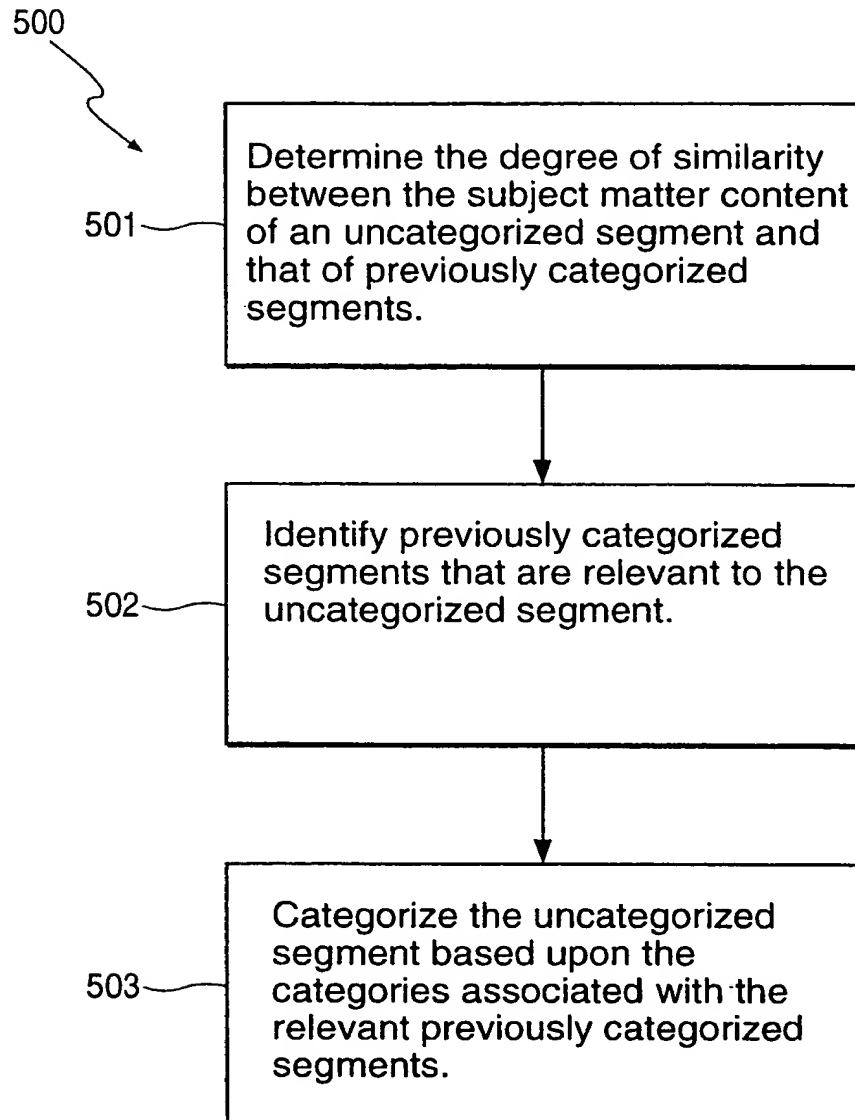 500
501
Determine the degree of similarity
between the subject matter content
of an uncategorized segment and
that of previously categorized
segments.
502
Identify previously categorized
segments that are relevant to the
uncategorized segment.
503
Categorize the uncategorized
segment based upon the
categories associated with the
relevant previously categorized
segments.